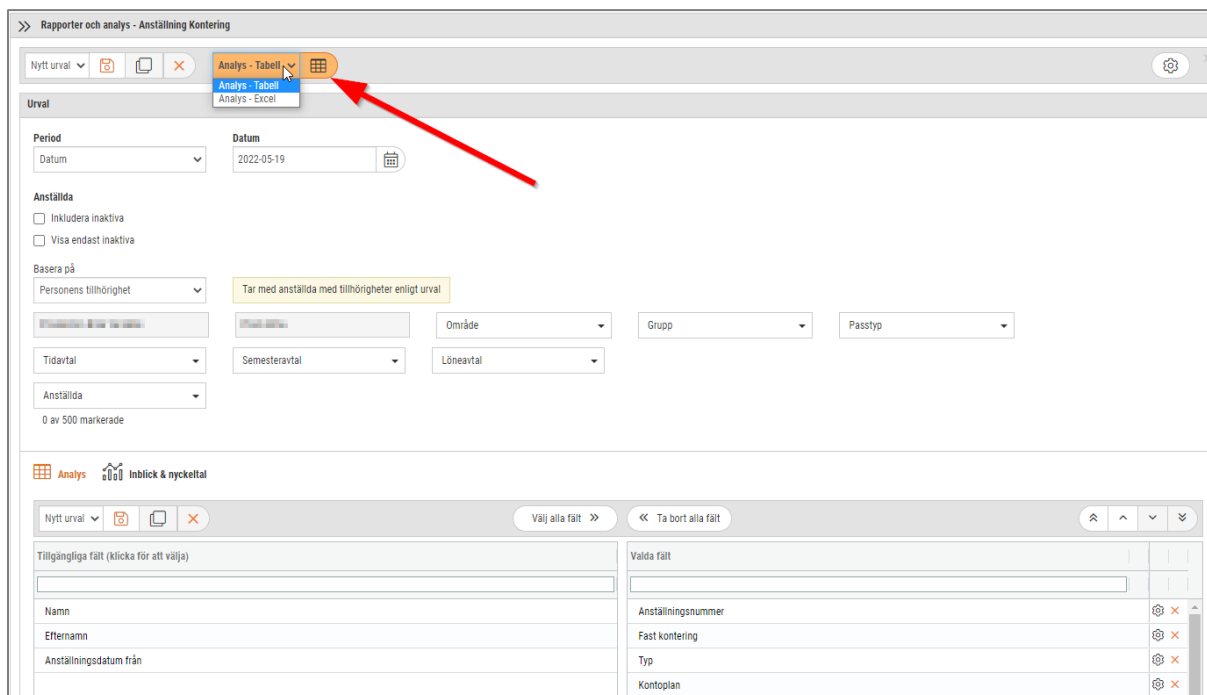 Rapporter och analys - Anställning Kontering
Nytt urval Analys - Tabell
Analys - Tabell
Analys - Excel
Urval
Period Datum
Datum 2022-05-19
Anställda
Inkludera inaktiva
Visa endast inaktiva
Basera på
Personens tillhörighet Tar med anställda med tillhörigheter enligt urval
Område Grupp Passtyp
Tidavtal Semesteravtal Löneavtal
Anställda
0 av 500 markerade
Analys Inblick & nyckeltal
Nytt urval Välj alla fält Ta bort alla fält
Tillgängliga fält (klicka för att välja) Valda fält
Namn Anställningsnummer
Efternamn Fast kontering
Anställningsdatum från Typ
Kontoplan